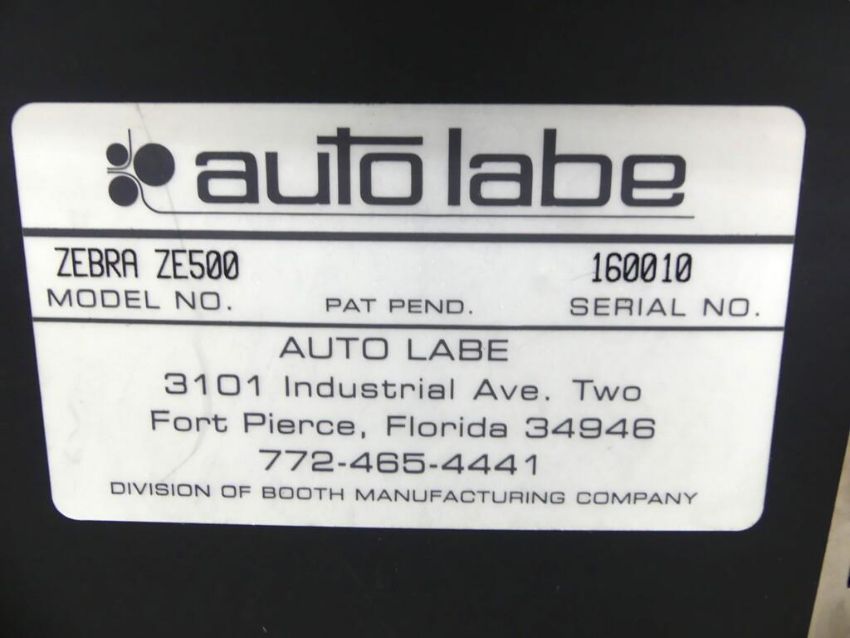 auto labe
ZEBRA ZE500 160010
MODEL NO. PAT PEND. SERIAL NO.
AUTO LABE
3101 Industrial Ave. Two
Fort Pierce, Florida 34946
772-465-4441
DIVISION OF BOOTH MANUFACTURING COMPANY